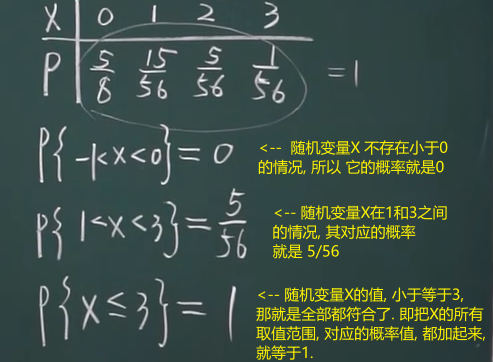 X 0 1 2 3
P 5/8 15/56 5/56 1/56 =1
P{-1<X<0}=0
<-- 随机变量X 不存在小于0
的情况, 所以 它的概率就是0
P{1<X<3}=5/56
<-- 随机变量X在1和3之间
的情况, 其对应的概率
就是 5/56
P{X≤3}=1
<-- 随机变量X的值, 小于等于3,
那就是全部都符合了. 即把X的所有
取值范围, 对应的概率值, 都加起来,
就等于1.